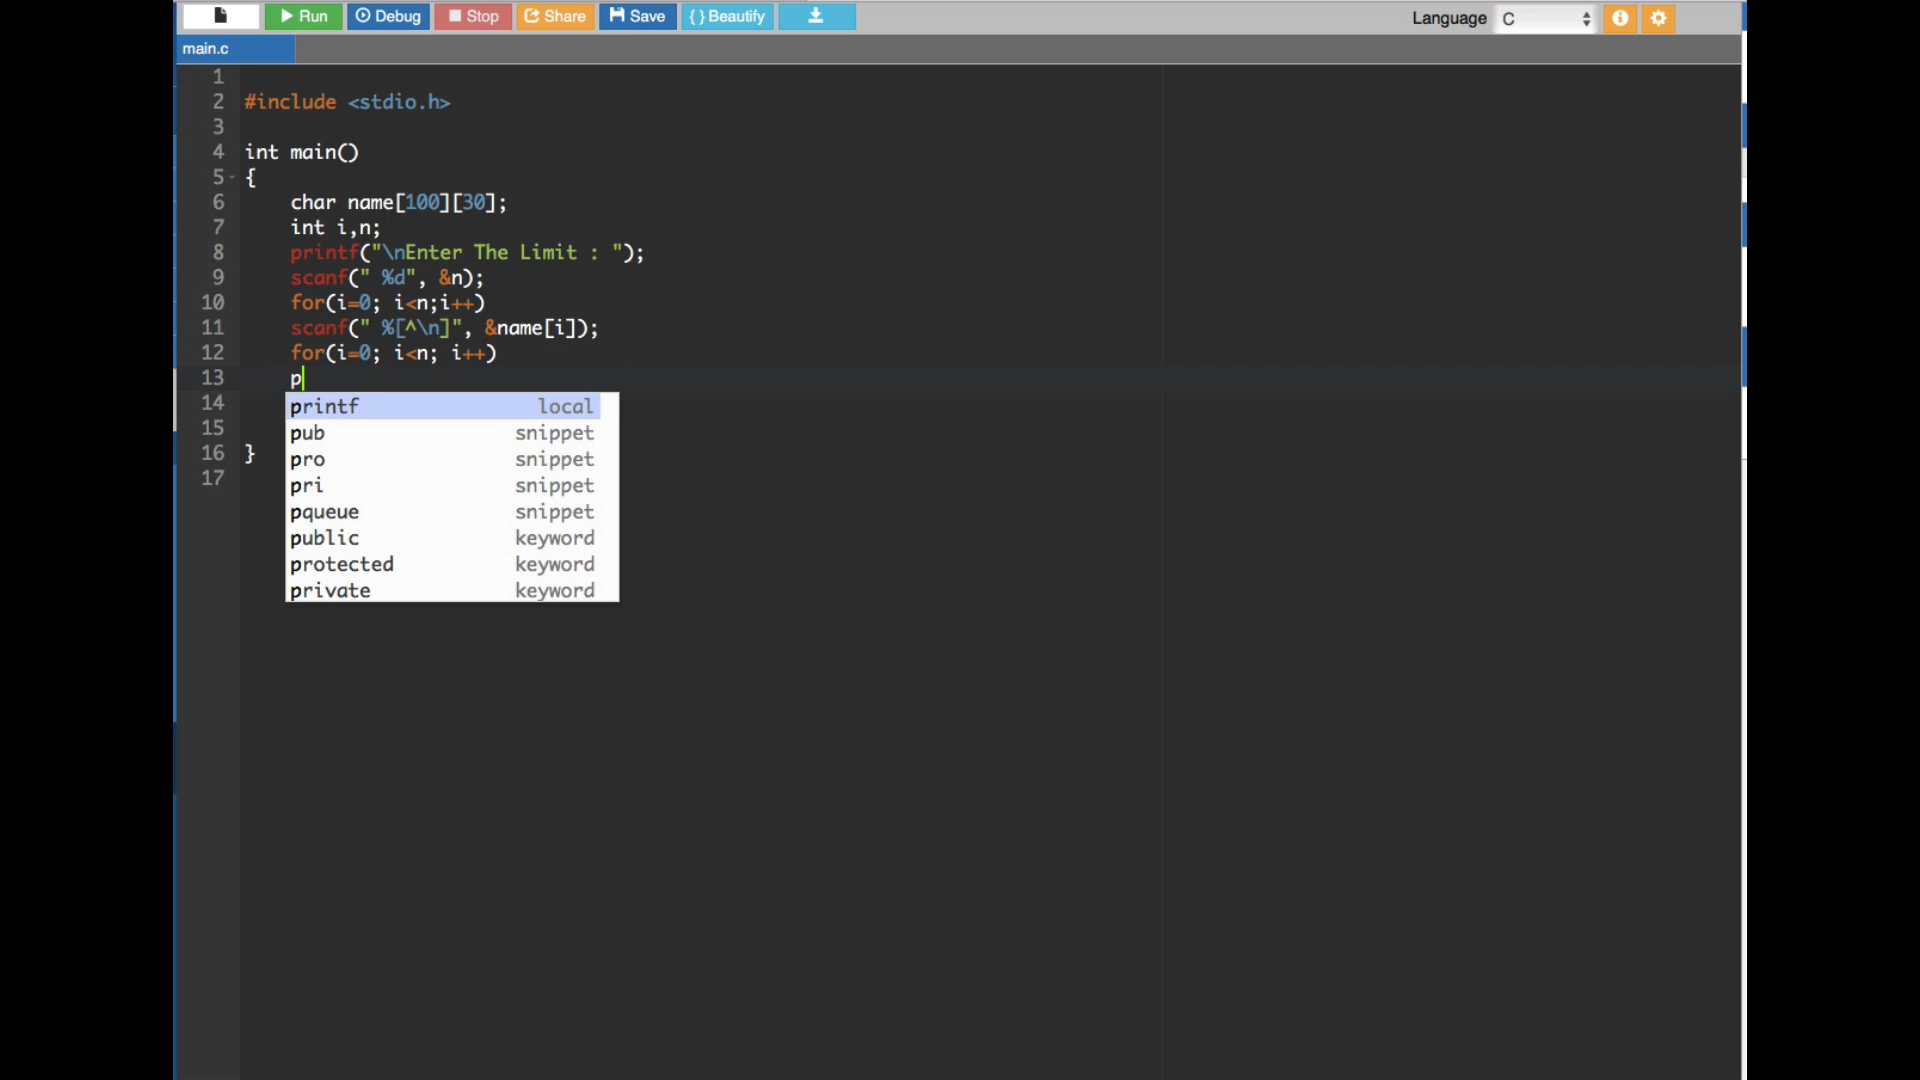 Run Debug Stop Share Save { } Beautify Language C
main.c
1
2 #include <stdio.h>
3
4 int main()
5 {
6 char name[100][30];
7 int i,n;
8 printf("\nEnter The Limit : ");
9 scanf(" %d", &n);
10 for(i=0; i<n;i++)
11 scanf(" %[^\n]", &name[i]);
12 for(i=0; i<n; i++)
13 p
14 printf local
15 pub snippet
16 } pro snippet
17 pri snippet
pqueue snippet
public keyword
protected keyword
private keyword